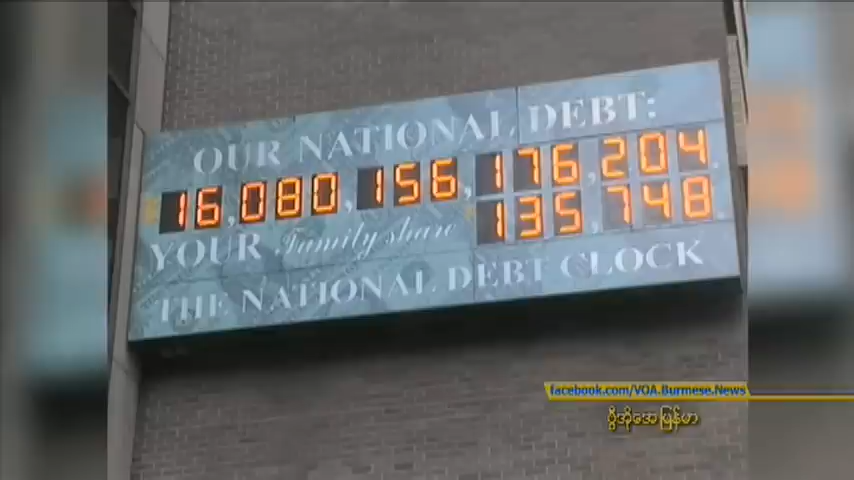 OUR NATIONAL DEBT:
16,080,156,176,204
YOUR Family share 135,748
THE NATIONAL DEBT CLOCK
facebook.com/VOA.Burmese.News
ဗွီအိုအေမြန်မာ